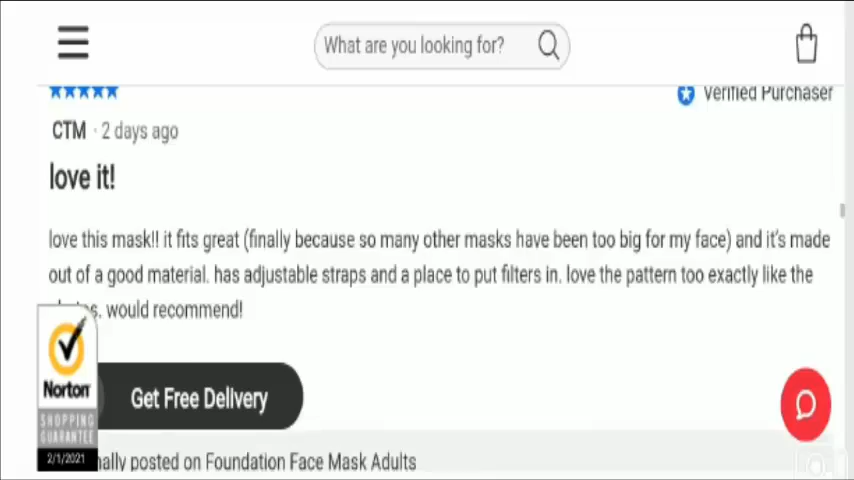 What are you looking for?
Verified Purchaser
CTM · 2 days ago
love it!
love this mask!! it fits great (finally because so many other masks have been too big for my face) and it's made
out of a good material. has adjustable straps and a place to put filters in. love the pattern too exactly like the
would recommend!
Norton
SHOPPING
GUARANTEE
2/1/2021
Get Free Delivery
nally posted on Foundation Face Mask Adults